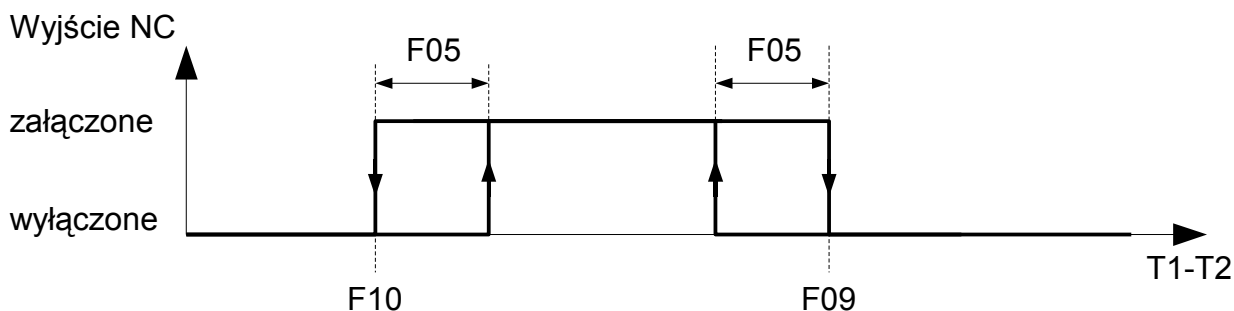 Wyjście NC
F05
F05
załączone
wyłączone
T1-T2
F10
F09